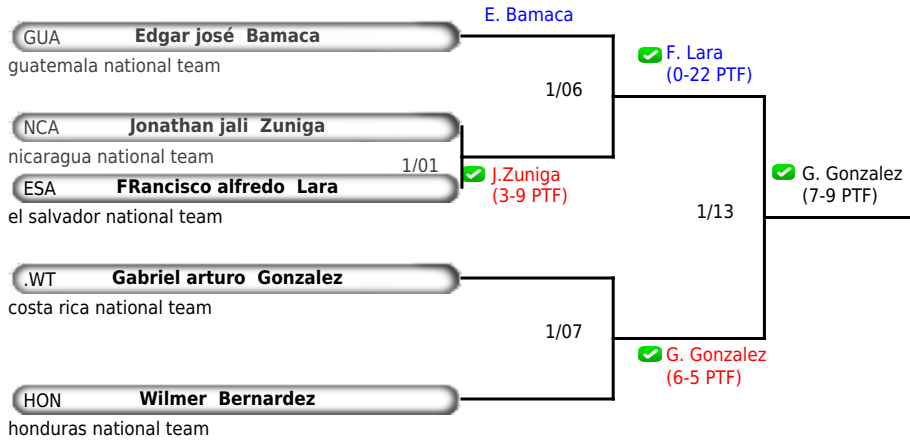 E. Bamaca
GUA Edgar josé Bamaca
guatemala national team
F. Lara
(0-22 PTF)
1/06
NCA Jonathan jali Zuniga
nicaragua national team
1/01
J.Zuniga
(3-9 PTF)
ESA FRancisco alfredo Lara
el salvador national team
G. Gonzalez
(7-9 PTF)
1/13
.WT Gabriel arturo Gonzalez
costa rica national team
1/07
G. Gonzalez
(6-5 PTF)
HON Wilmer Bernardez
honduras national team